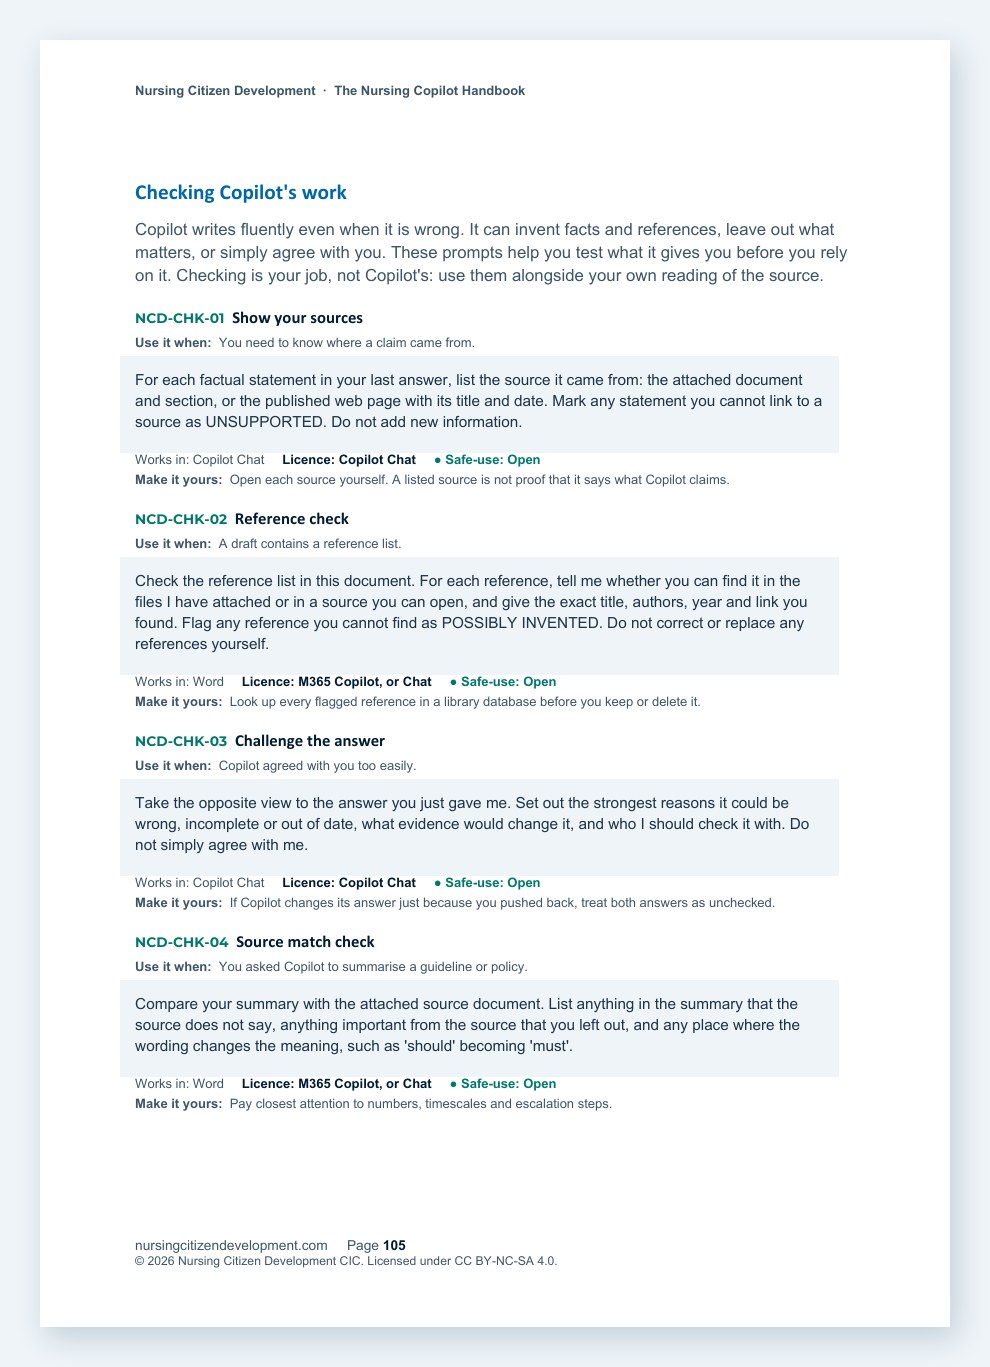 Nursing Citizen Development · The Nursing Copilot Handbook
Checking Copilot's work
Copilot writes fluently even when it is wrong. It can invent facts and references, leave out what
matters, or simply agree with you. These prompts help you test what it gives you before you rely
on it. Checking is your job, not Copilot's: use them alongside your own reading of the source.
NCD-CHK-01 Show your sources
Use it when: You need to know where a claim came from.
For each factual statement in your last answer, list the source it came from: the attached document
and section, or the published web page with its title and date. Mark any statement you cannot link to a
source as UNSUPPORTED. Do not add new information.
Works in: Copilot Chat Licence: Copilot Chat ● Safe-use: Open
Make it yours: Open each source yourself. A listed source is not proof that it says what Copilot claims.
NCD-CHK-02 Reference check
Use it when: A draft contains a reference list.
Check the reference list in this document. For each reference, tell me whether you can find it in the
files I have attached or in a source you can open, and give the exact title, authors, year and link you
found. Flag any reference you cannot find as POSSIBLY INVENTED. Do not correct or replace any
references yourself.
Works in: Word Licence: M365 Copilot, or Chat ● Safe-use: Open
Make it yours: Look up every flagged reference in a library database before you keep or delete it.
NCD-CHK-03 Challenge the answer
Use it when: Copilot agreed with you too easily.
Take the opposite view to the answer you just gave me. Set out the strongest reasons it could be
wrong, incomplete or out of date, what evidence would change it, and who I should check it with. Do
not simply agree with me.
Works in: Copilot Chat Licence: Copilot Chat ● Safe-use: Open
Make it yours: If Copilot changes its answer just because you pushed back, treat both answers as unchecked.
NCD-CHK-04 Source match check
Use it when: You asked Copilot to summarise a guideline or policy.
Compare your summary with the attached source document. List anything in the summary that the
source does not say, anything important from the source that you left out, and any place where the
wording changes the meaning, such as 'should' becoming 'must'.
Works in: Word Licence: M365 Copilot, or Chat ● Safe-use: Open
Make it yours: Pay closest attention to numbers, timescales and escalation steps.
nursingcitizendevelopment.com Page 105
© 2026 Nursing Citizen Development CIC. Licensed under CC BY-NC-SA 4.0.